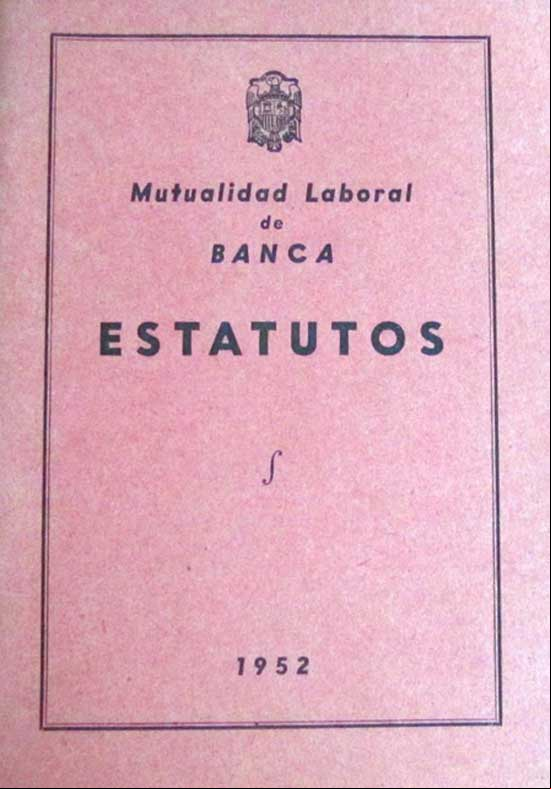 Mutualidad Laboral
de
BANCA
ESTATUTOS
∫
1952